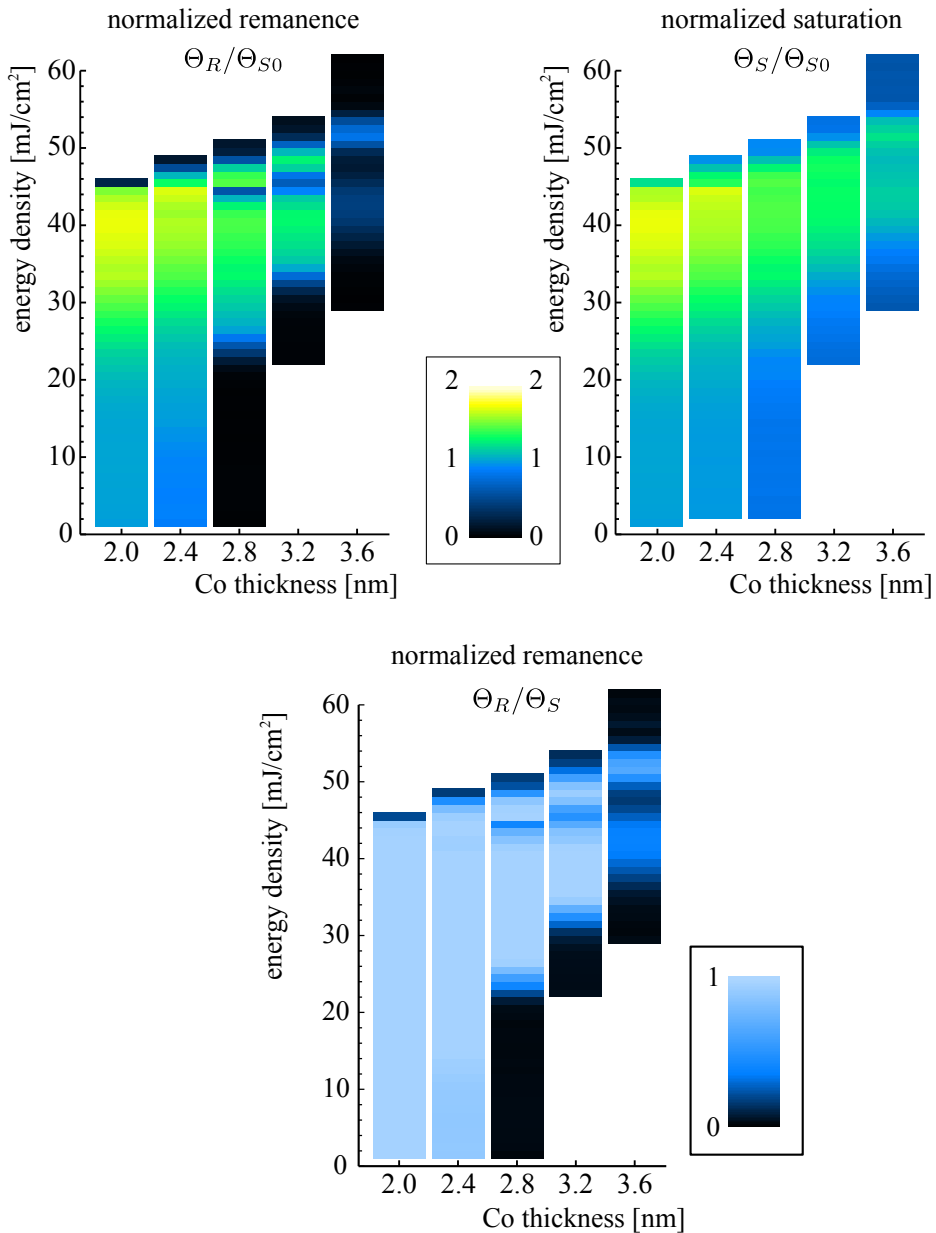 normalized remanence
Θ_R/Θ_S0
energy density [mJ/cm²]
60
50
40
30
20
10
0
2.0 2.4 2.8 3.2 3.6
Co thickness [nm]
2 2
1 1
0 0
normalized saturation
Θ_S/Θ_S0
energy density [mJ/cm²]
60
50
40
30
20
10
0
2.0 2.4 2.8 3.2 3.6
Co thickness [nm]
normalized remanence
Θ_R/Θ_S
energy density [mJ/cm²]
60
50
40
30
20
10
0
2.0 2.4 2.8 3.2 3.6
Co thickness [nm]
1
0